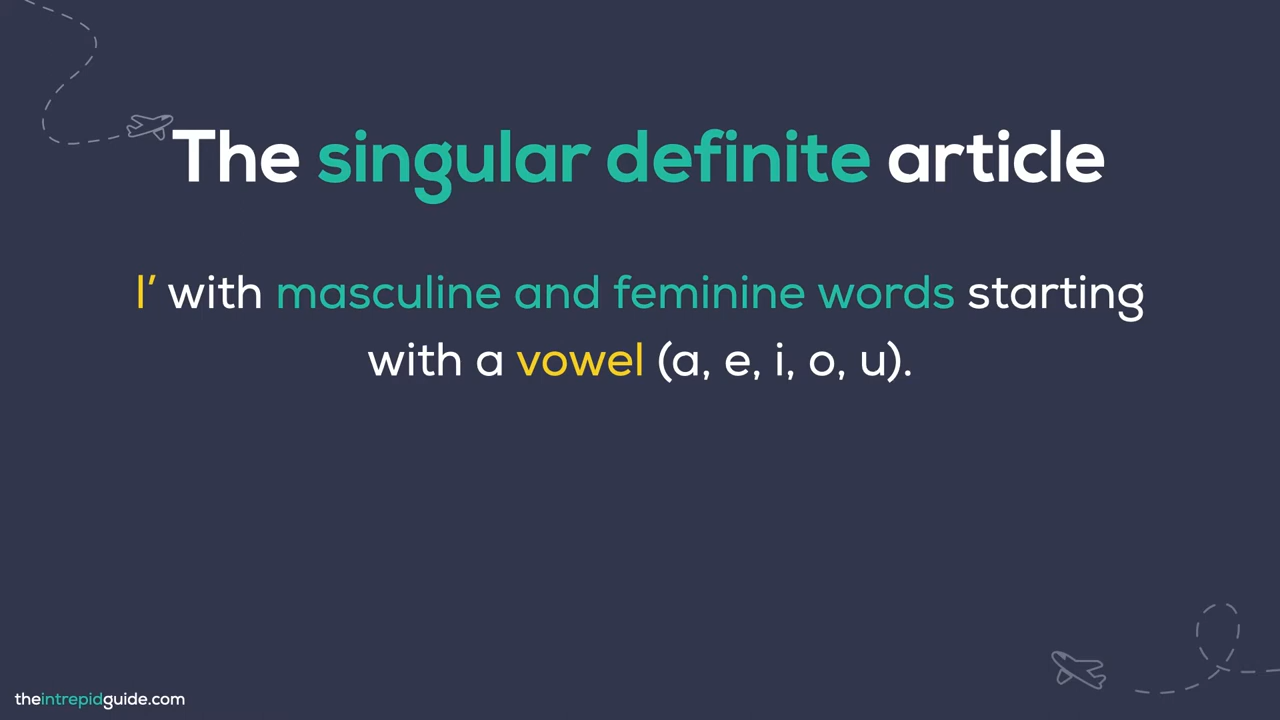 The singular definite article
l’ with masculine and feminine words starting
with a vowel (a, e, i, o, u).
theintrepidguide.com